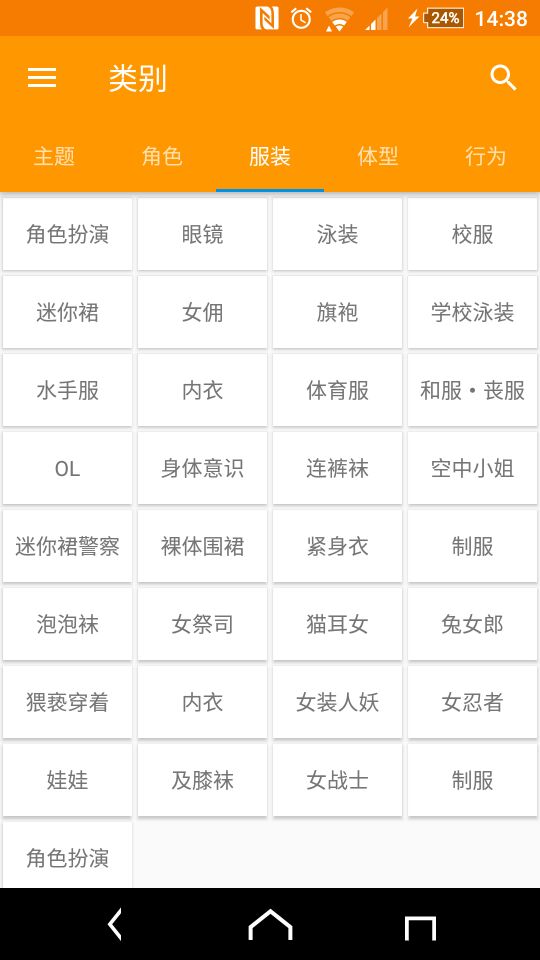 24% 14:38
类别
主题 角色 服装 体型 行为
角色扮演 眼镜 泳装 校服
迷你裙 女佣 旗袍 学校泳装
水手服 内衣 体育服 和服・丧服
OL 身体意识 连裤袜 空中小姐
迷你裙警察 裸体围裙 紧身衣 制服
泡泡袜 女祭司 猫耳女 兔女郎
猥亵穿着 内衣 女装人妖 女忍者
娃娃 及膝袜 女战士 制服
角色扮演